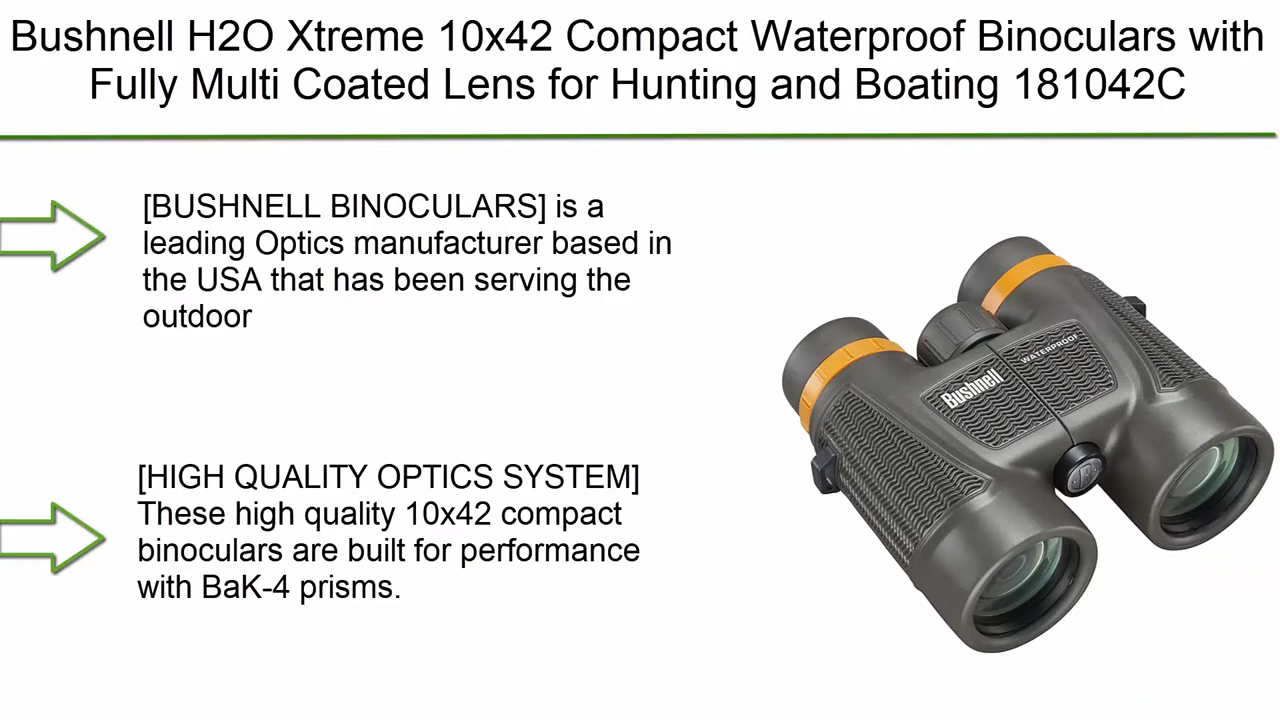 Bushnell H2O Xtreme 10x42 Compact Waterproof Binoculars with
Fully Multi Coated Lens for Hunting and Boating 181042C
[BUSHNELL BINOCULARS] is a
leading Optics manufacturer based in
the USA that has been serving the
outdoor
[HIGH QUALITY OPTICS SYSTEM]
These high quality 10x42 compact
binoculars are built for performance
with BaK-4 prisms.
Bushnell
WATERPROOF